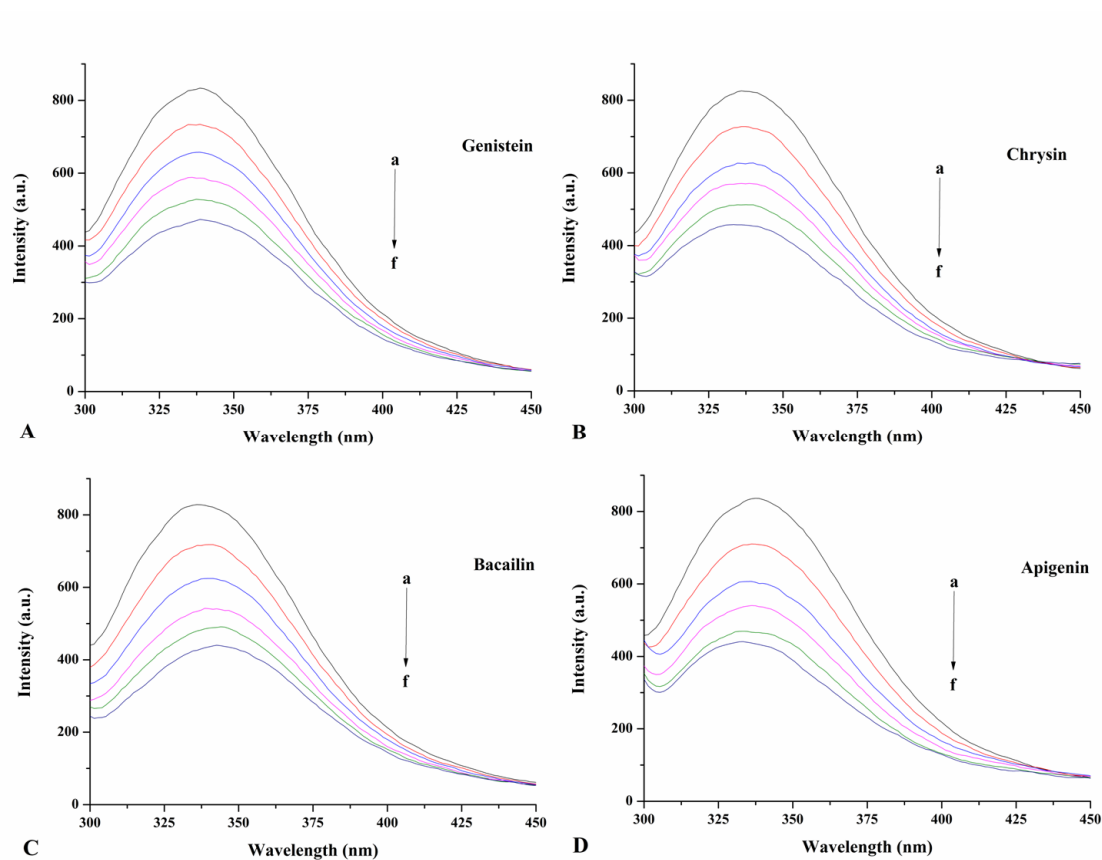 800
600
400
200
0
Intensity (a.u.)
Genistein
a
f
300 325 350 375 400 425 450
Wavelength (nm)
A
800
600
400
200
0
Intensity (a.u.)
Chrysin
a
f
300 325 350 375 400 425 450
Wavelength (nm)
B
800
600
400
200
0
Intensity (a.u.)
Bacailin
a
f
300 325 350 375 400 425 450
Wavelength (nm)
C
800
600
400
200
0
Intensity (a.u.)
Apigenin
a
f
300 325 350 375 400 425 450
Wavelength (nm)
D